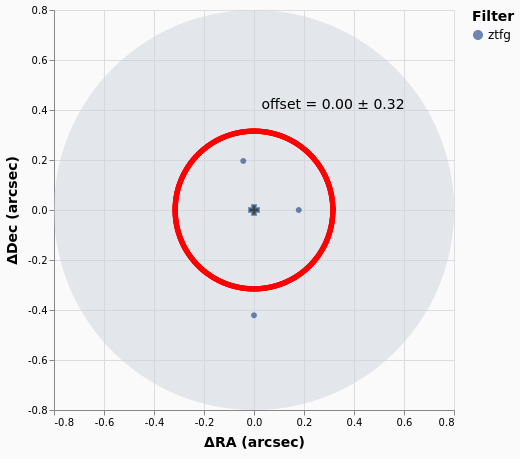 Filter
ztfg
offset = 0.00 ± 0.32
ΔDec (arcsec)
0.8
0.6
0.4
0.2
0.0
-0.2
-0.4
-0.6
-0.8
-0.8 -0.6 -0.4 -0.2 0.0 0.2 0.4 0.6 0.8
ΔRA (arcsec)